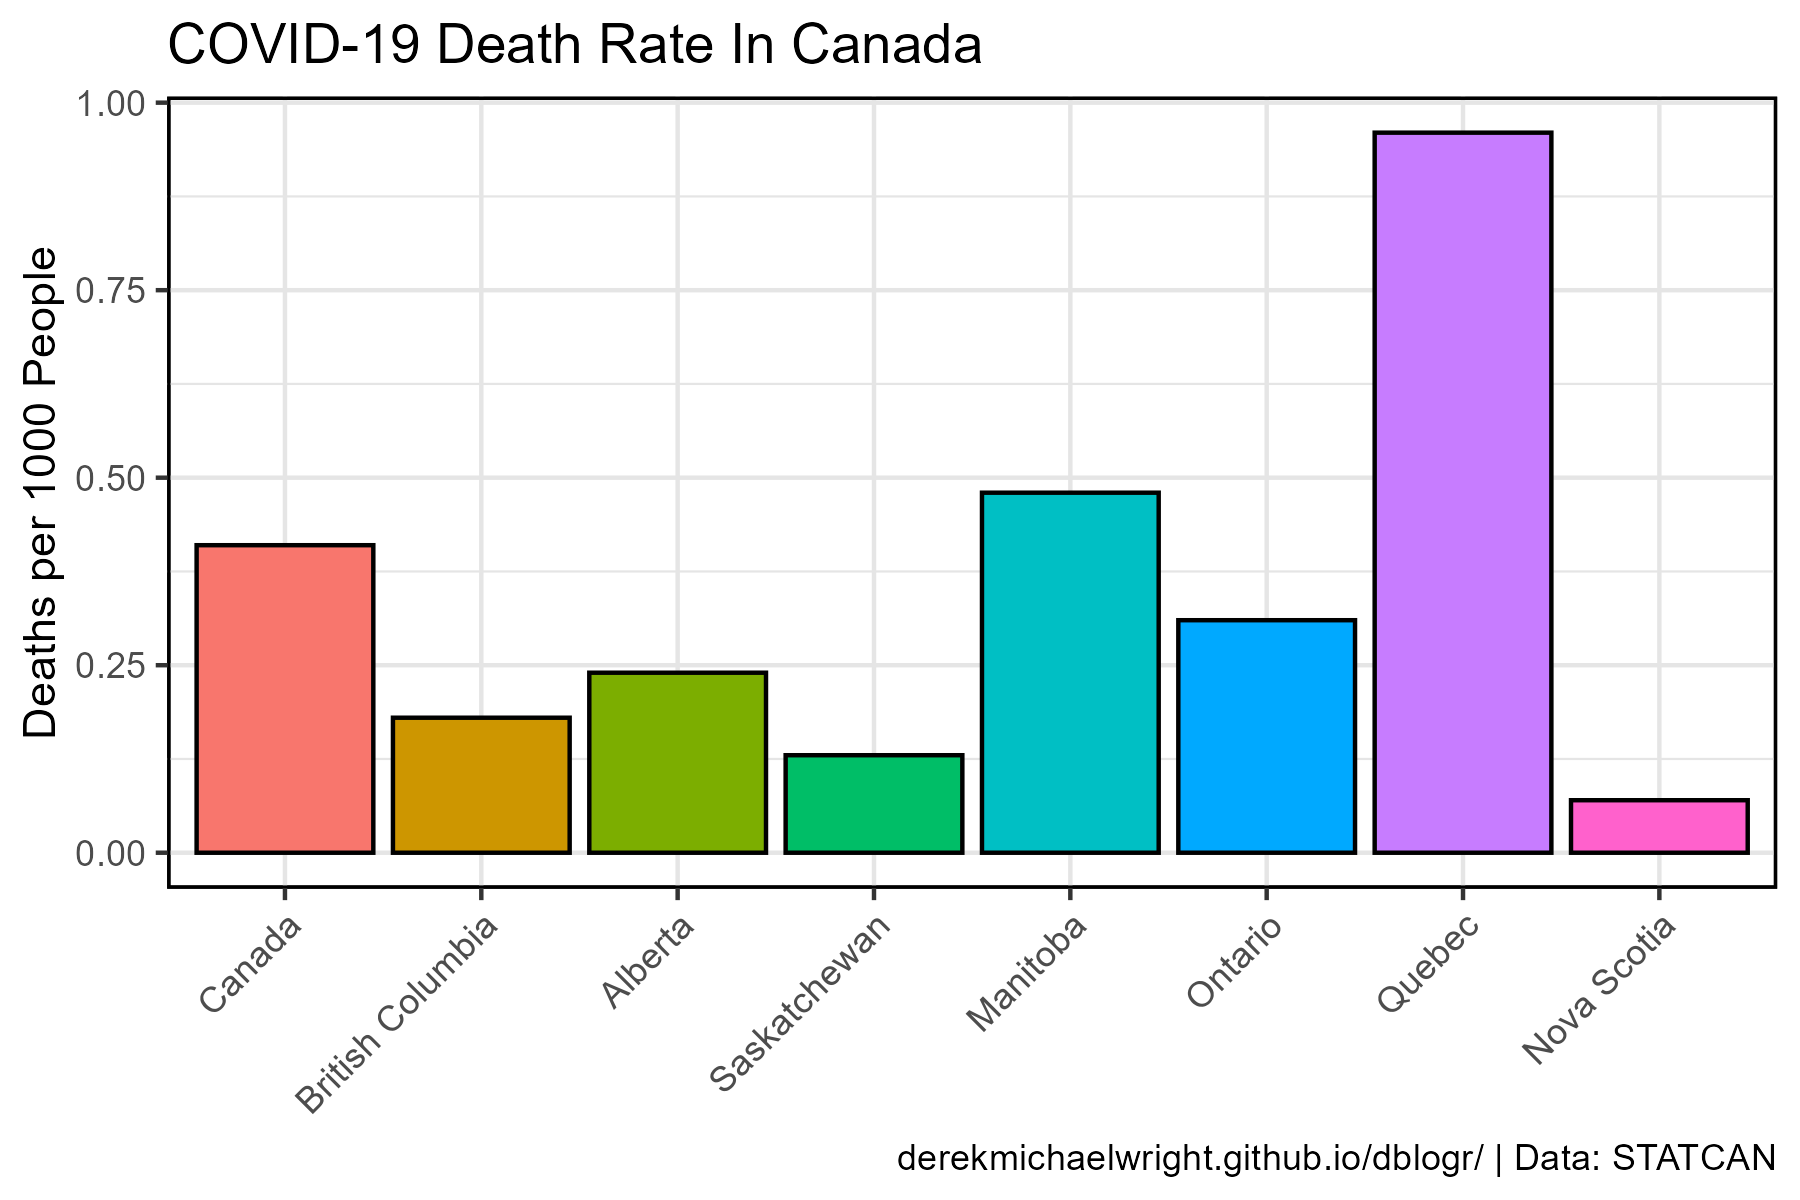 COVID-19 Death Rate In Canada
Deaths per 1000 People
1.00
0.75
0.50
0.25
0.00
Canada
British Columbia
Alberta
Saskatchewan
Manitoba
Ontario
Quebec
Nova Scotia
derekmichaelwright.github.io/dblogr/ | Data: STATCAN